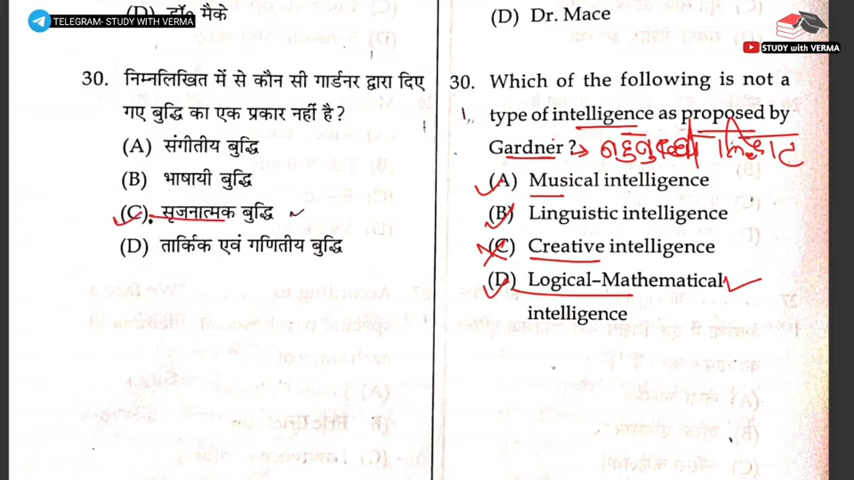 TELEGRAM- STUDY WITH VERMA
STUDY with VERMA
(D) डॉ० मैके
30. निम्नलिखित में से कौन सी गार्डनर द्वारा दिए
गए बुद्धि का एक प्रकार नहीं है?
(A) संगीतीय बुद्धि
(B) भाषायी बुद्धि
(C) सृजनात्मक बुद्धि
(D) तार्किक एवं गणितीय बुद्धि
(D) Dr. Mace
30. Which of the following is not a
type of intelligence as proposed by
Gardner?
(A) Musical intelligence
(B) Linguistic intelligence
(C) Creative intelligence
(D) Logical–Mathematical
intelligence